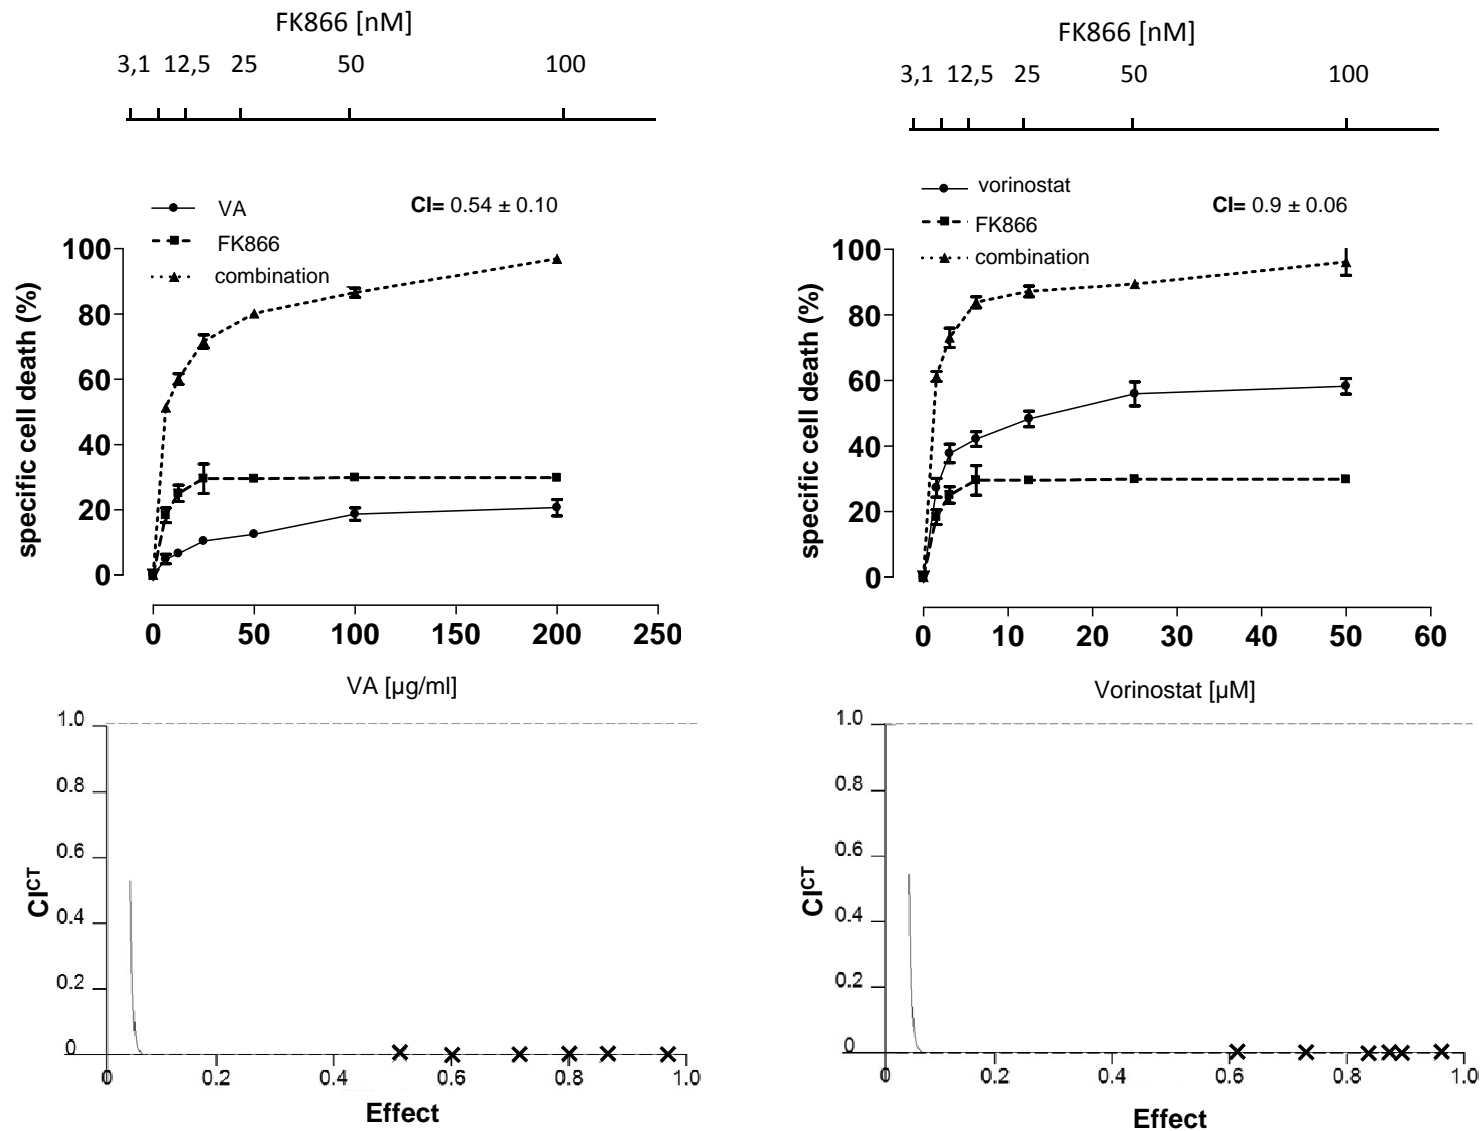 FK866 [nM]
3,1 12,5 25 50 100
VA
FK866
combination
CI= 0.54 ± 0.10
specific cell death (%)
100
80
60
40
20
0
0 50 100 150 200 250
VA [µg/ml]
CI^CT
1.0
0.8
0.6
0.4
0.2
0
0 0.2 0.4 0.6 0.8 1.0
Effect
FK866 [nM]
3,1 12,5 25 50 100
vorinostat
FK866
combination
CI= 0.9 ± 0.06
specific cell death (%)
100
80
60
40
20
0
0 10 20 30 40 50 60
Vorinostat [µM]
CI^CT
1.0
0.8
0.6
0.4
0.2
0
0 0.2 0.4 0.6 0.8 1.0
Effect